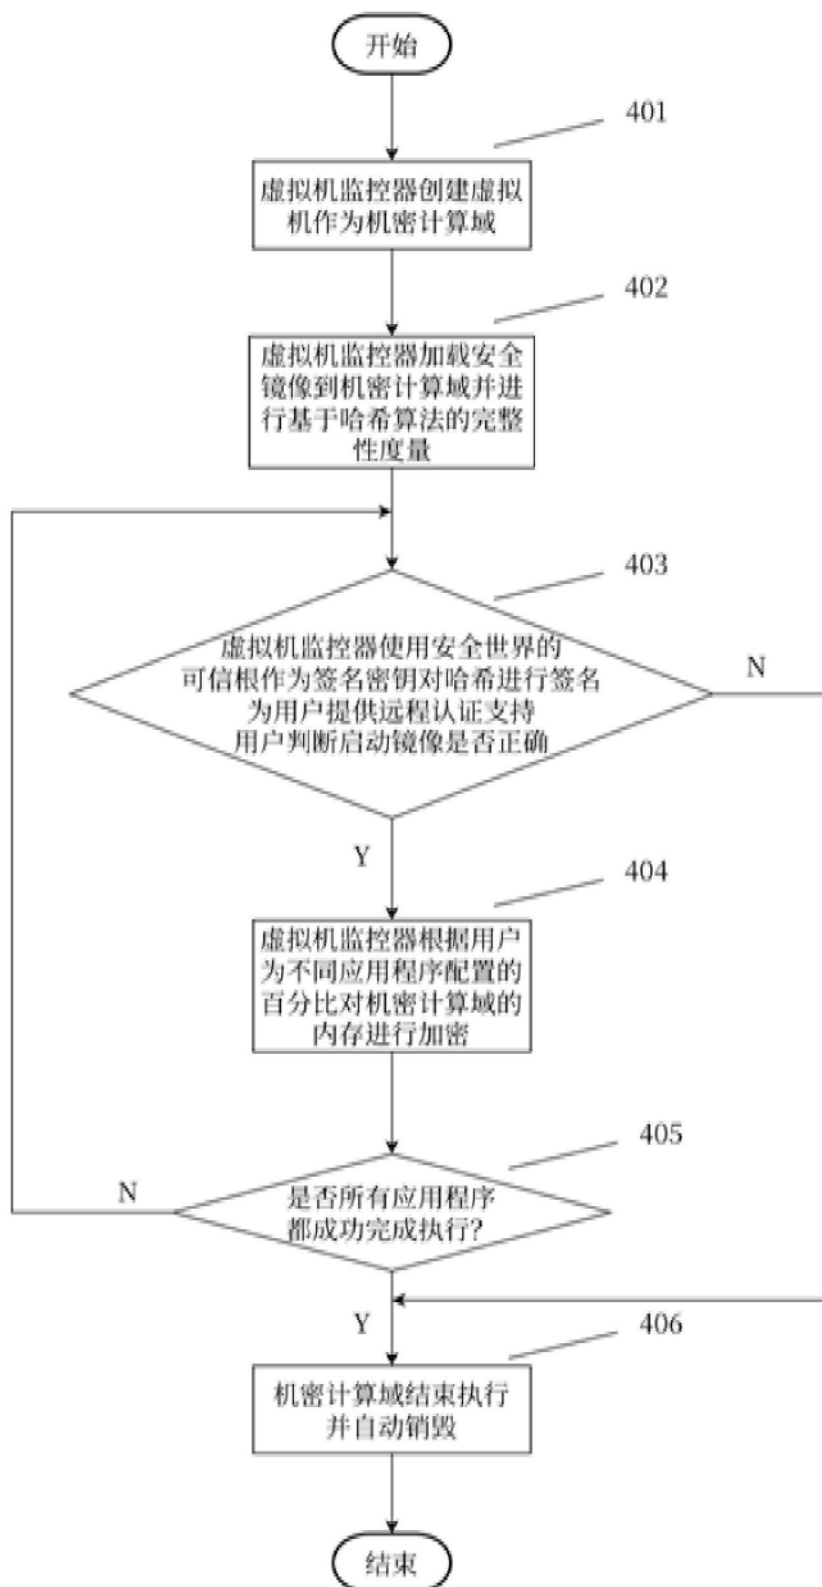 开始
401
虚拟机监控器创建虚拟
机作为机密计算域
402
虚拟机监控器加载安全
镜像到机密计算域并进
行基于哈希算法的完整
性度量
403
虚拟机监控器使用安全世界的
可信根作为签名密钥对哈希进行签名
为用户提供远程认证支持
用户判断启动镜像是否正确
N
Y
404
虚拟机监控器根据用户
为不同应用程序配置的
百分比对机密计算域的
内存进行加密
405
是否所有应用程序
都成功完成执行?
N
Y
406
机密计算域结束执行
并自动销毁
结束